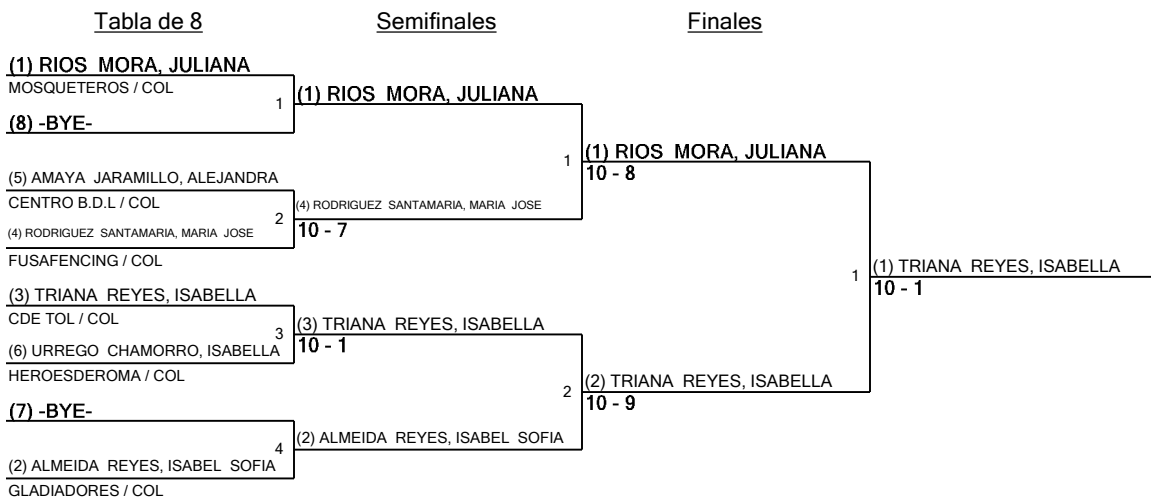 Tabla de 8
Semifinales
Finales
(1) RIOS MORA, JULIANA
MOSQUETEROS / COL
1
(8) -BYE-
(5) AMAYA JARAMILLO, ALEJANDRA
CENTRO B.D.L / COL
2
(4) RODRIGUEZ SANTAMARIA, MARIA JOSE
FUSAFENCING / COL
(3) TRIANA REYES, ISABELLA
CDE TOL / COL
3
(6) URREGO CHAMORRO, ISABELLA
HEROESDEROMA / COL
(7) -BYE-
4
(2) ALMEIDA REYES, ISABEL SOFIA
GLADIADORES / COL
(1) RIOS MORA, JULIANA
1
(4) RODRIGUEZ SANTAMARIA, MARIA JOSE
10 - 7
(3) TRIANA REYES, ISABELLA
10 - 1
2
(2) ALMEIDA REYES, ISABEL SOFIA
(1) RIOS MORA, JULIANA
10 - 8
1
(2) TRIANA REYES, ISABELLA
10 - 9
(1) TRIANA REYES, ISABELLA
10 - 1